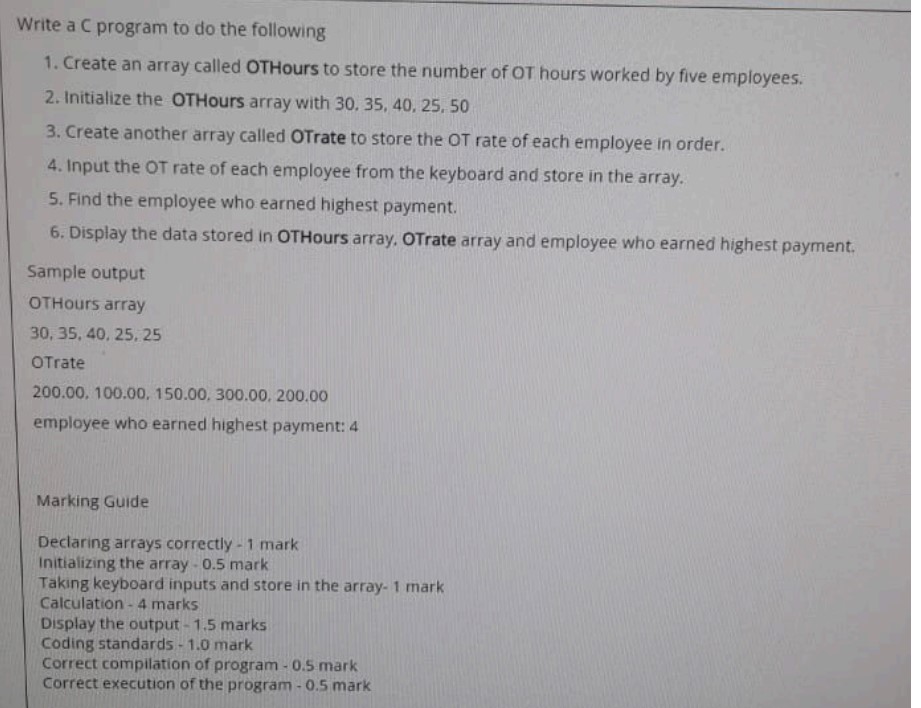 Write a C program to do the following
1. Create an array called OTHours to store the number of OT hours worked by five employees.
2. Initialize the OTHours array with 30, 35, 40, 25, 50
3. Create another array called OTrate to store the OT rate of each employee in order.
4. Input the OT rate of each employee from the keyboard and store in the array.
5. Find the employee who earned highest payment.
6. Display the data stored in OTHours array, OTrate array and employee who earned highest payment.
Sample output
OTHours array
30, 35, 40, 25, 25
OTrate
200.00, 100.00, 150.00, 300.00, 200.00
employee who earned highest payment: 4
Marking Guide
Declaring arrays correctly - 1 mark
Initializing the array - 0.5 mark
Taking keyboard inputs and store in the array- 1 mark
Calculation - 4 marks
Display the output - 1.5 marks
Coding standards - 1.0 mark
Correct compilation of program - 0.5 mark
Correct execution of the program - 0.5 mark